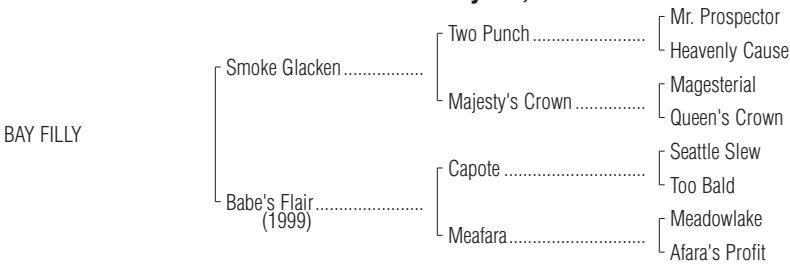 Mr. Prospector
Two Punch
Heavenly Cause
Smoke Glacken
Magesterial
Majesty's Crown
Queen's Crown
BAY FILLY
Seattle Slew
Capote
Too Bald
Babe's Flair
(1999)
Meadowlake
Meafara
Afara's Profit